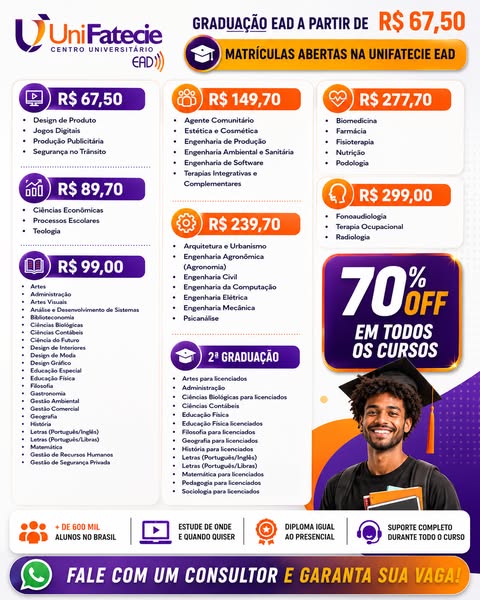 UniFatecie
CENTRO UNIVERSITÁRIO
EAD
GRADUAÇÃO EAD A PARTIR DE R$ 67,50
MATRÍCULAS ABERTAS NA UNIFATECIE EAD
R$ 67,50
• Design de Produto
• Jogos Digitais
• Produção Publicitária
• Segurança no Trânsito
R$ 89,70
• Ciências Econômicas
• Processos Escolares
• Teologia
R$ 99,00
• Artes
• Administração
• Artes Visuais
• Análise e Desenvolvimento de Sistemas
• Biblioteconomia
• Ciências Biológicas
• Ciências Contábeis
• Ciência do Futuro
• Design de Interiores
• Design de Moda
• Design Gráfico
• Educação Especial
• Educação Física
• Filosofia
• Gastronomia
• Gestão Ambiental
• Gestão Comercial
• Geografia
• História
• Letras (Português/Inglês)
• Letras (Português/Libras)
• Matemática
• Gestão de Recursos Humanos
• Gestão de Segurança Privada
R$ 149,70
• Agente Comunitário
• Estética e Cosmética
• Engenharia de Produção
• Engenharia Ambiental e Sanitária
• Engenharia de Software
• Terapias Integrativas e
Complementares
R$ 239,70
• Arquitetura e Urbanismo
• Engenharia Agronômica
(Agronomia)
• Engenharia Civil
• Engenharia da Computação
• Engenharia Elétrica
• Engenharia Mecânica
• Psicanálise
2ª GRADUAÇÃO
• Artes para licenciados
• Administração
• Ciências Biológicas para licenciados
• Ciências Contábeis
• Educação Física
• Educação Física licenciados
• Filosofia para licenciados
• Geografia para licenciados
• História para licenciados
• Letras (Português/Inglês)
• Letras (Português/Libras)
• Matemática para licenciados
• Pedagogia para licenciados
• Sociologia para licenciados
R$ 277,70
• Biomedicina
• Farmácia
• Fisioterapia
• Nutrição
• Podologia
R$ 299,00
• Fonoaudiologia
• Terapia Ocupacional
• Radiologia
70% OFF
EM TODOS
OS CURSOS
+ DE 600 MIL
ALUNOS NO BRASIL
ESTUDE DE ONDE
E QUANDO QUISER
DIPLOMA IGUAL
AO PRESENCIAL
SUPORTE COMPLETO
DURANTE TODO O CURSO
FALE COM UM CONSULTOR E GARANTA SUA VAGA!